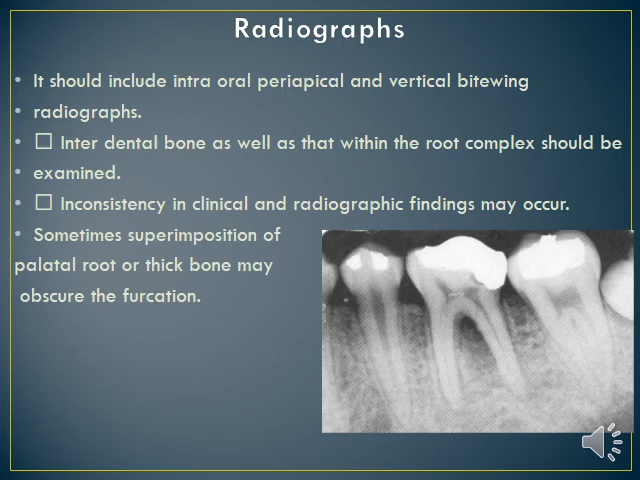 Radiographs
• It should include intra oral periapical and vertical bitewing
• radiographs.
• □ Inter dental bone as well as that within the root complex should be
• examined.
• □ Inconsistency in clinical and radiographic findings may occur.
• Sometimes superimposition of
palatal root or thick bone may
obscure the furcation.